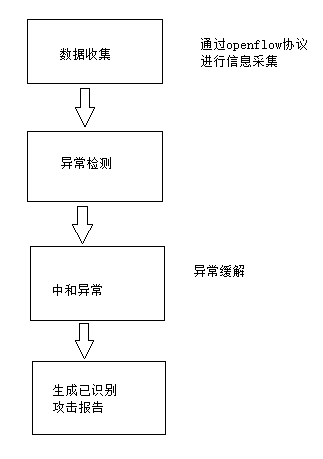 数据收集
通过openflow协议
进行信息采集
异常检测
中和异常
异常缓解
生成已识别
攻击报告